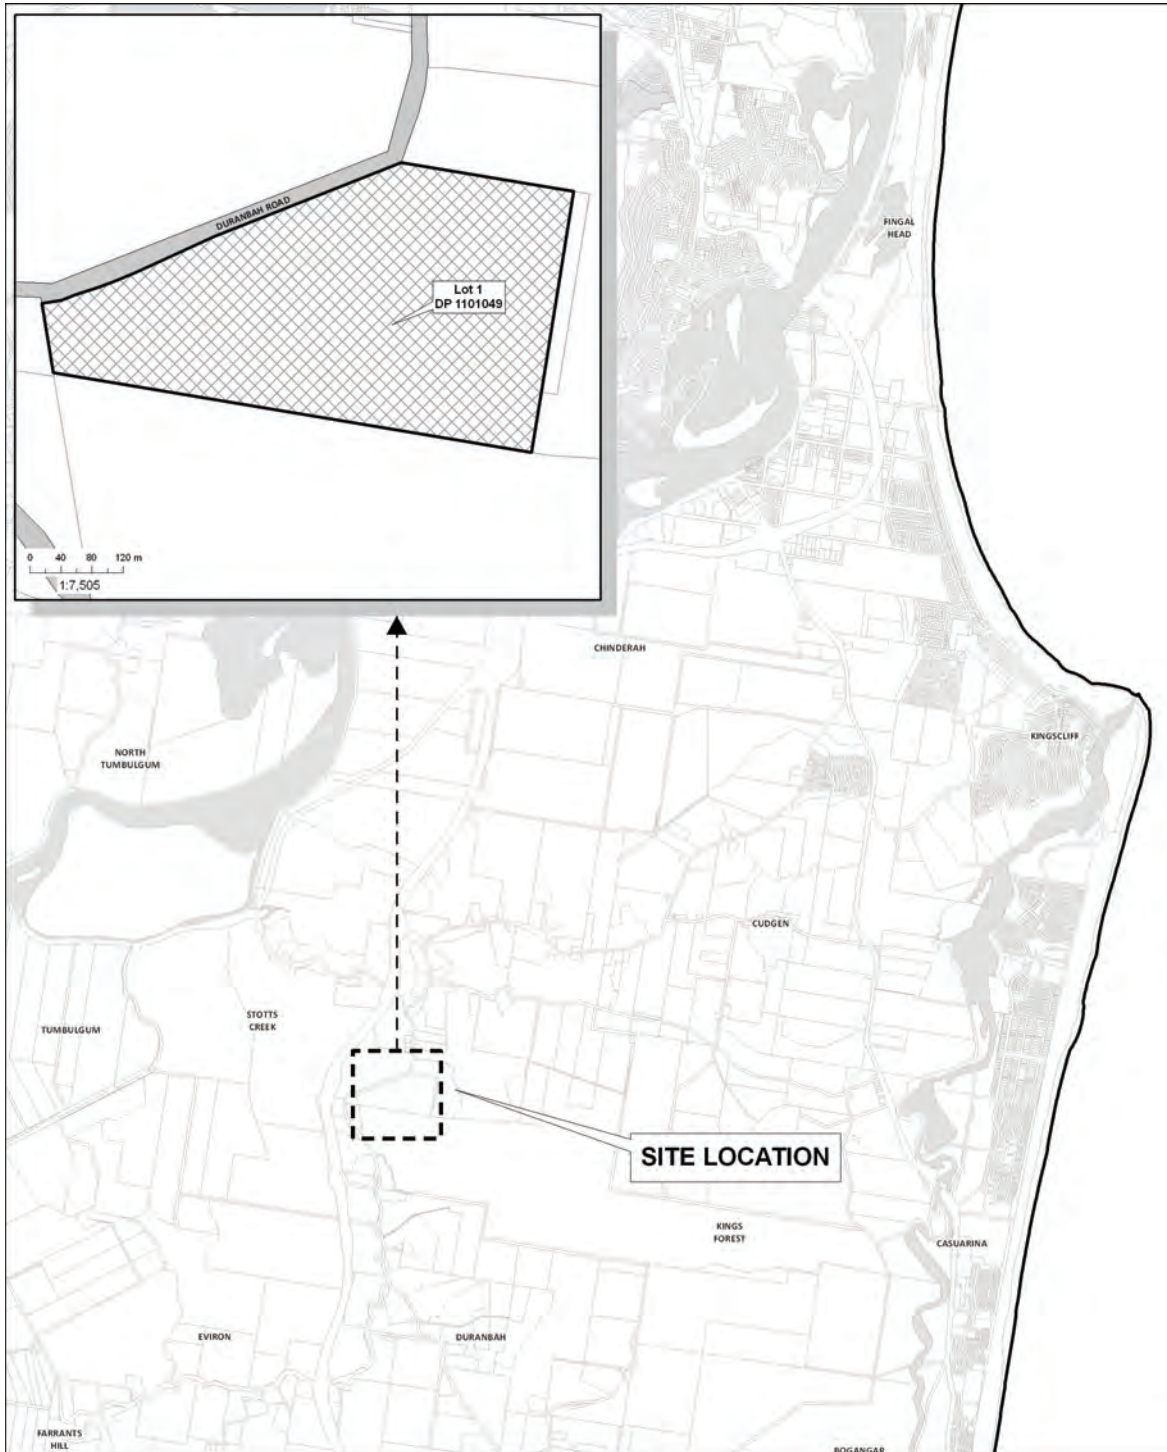 DURANBAH ROAD
Lot 1
DP 1101049
0 40 80 120 m
1:7,505
FINGAL
HEAD
CHINDERAH
KINGSCLIFF
NORTH
TUMBULGUM
CUDGEN
STOTTS
CREEK
TUMBULGUM
SITE LOCATION
KINGS
FOREST
CASUARINA
EVIRON
DURANBAH
FARRANTS
HILL
BOGANGAR